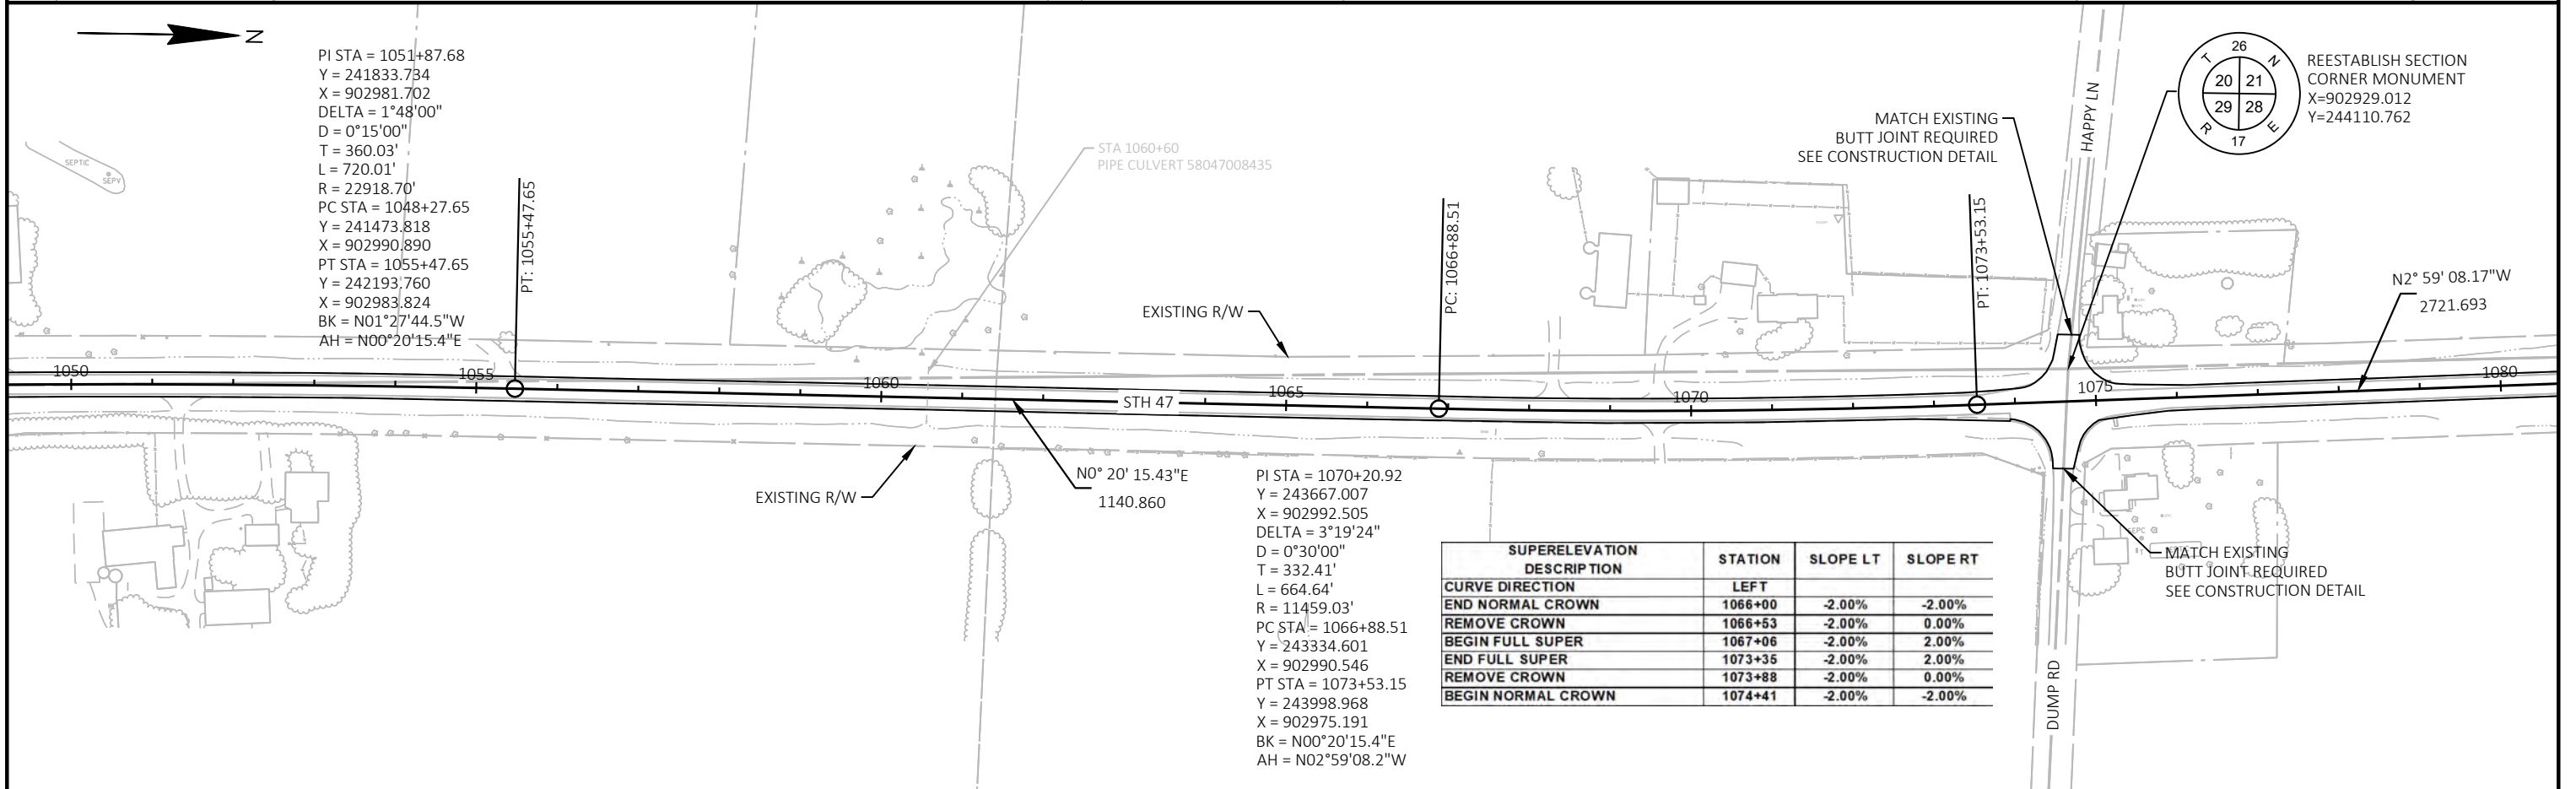 N
PI STA = 1051+87.68
Y = 241833.734
X = 902981.702
DELTA = 1°48'00"
D = 0°15'00"
T = 360.03'
L = 720.01'
R = 22918.70'
PC STA = 1048+27.65
Y = 241473.818
X = 902990.890
PT STA = 1055+47.65
Y = 242193.760
X = 902983.824
BK = N01°27'44.5"W
AH = N00°20'15.4"E
SEPTIC
SEPV
PT: 1055+47.65
STA 1060+60
PIPE CULVERT 58047008435
EXISTING R/W
PC: 1066+88.51
MATCH EXISTING
BUTT JOINT REQUIRED
SEE CONSTRUCTION DETAIL
PT: 1073+53.15
HAPPY LN
26
T N
20 21
29 28
R E
17
REESTABLISH SECTION
CORNER MONUMENT
X=902929.012
Y=244110.762
N2° 59' 08.17"W
2721.693
1050
1055
1060
STH 47
1065
1070
1075
1080
EXISTING R/W
N0° 20' 15.43"E
1140.860
PI STA = 1070+20.92
Y = 243667.007
X = 902992.505
DELTA = 3°19'24"
D = 0°30'00"
T = 332.41'
L = 664.64'
R = 11459.03'
PC STA = 1066+88.51
Y = 243334.601
X = 902990.546
PT STA = 1073+53.15
Y = 243998.968
X = 902975.191
BK = N00°20'15.4"E
AH = N02°59'08.2"W
SUPERELEVATION
DESCRIPTION STATION SLOPE LT SLOPE RT
CURVE DIRECTION LEFT
END NORMAL CROWN 1066+00 -2.00% -2.00%
REMOVE CROWN 1066+53 -2.00% 0.00%
BEGIN FULL SUPER 1067+06 -2.00% 2.00%
END FULL SUPER 1073+35 -2.00% 2.00%
REMOVE CROWN 1073+88 -2.00% 0.00%
BEGIN NORMAL CROWN 1074+41 -2.00% -2.00%
DUMP RD
SEPC
MATCH EXISTING
BUTT JOINT REQUIRED
SEE CONSTRUCTION DETAIL